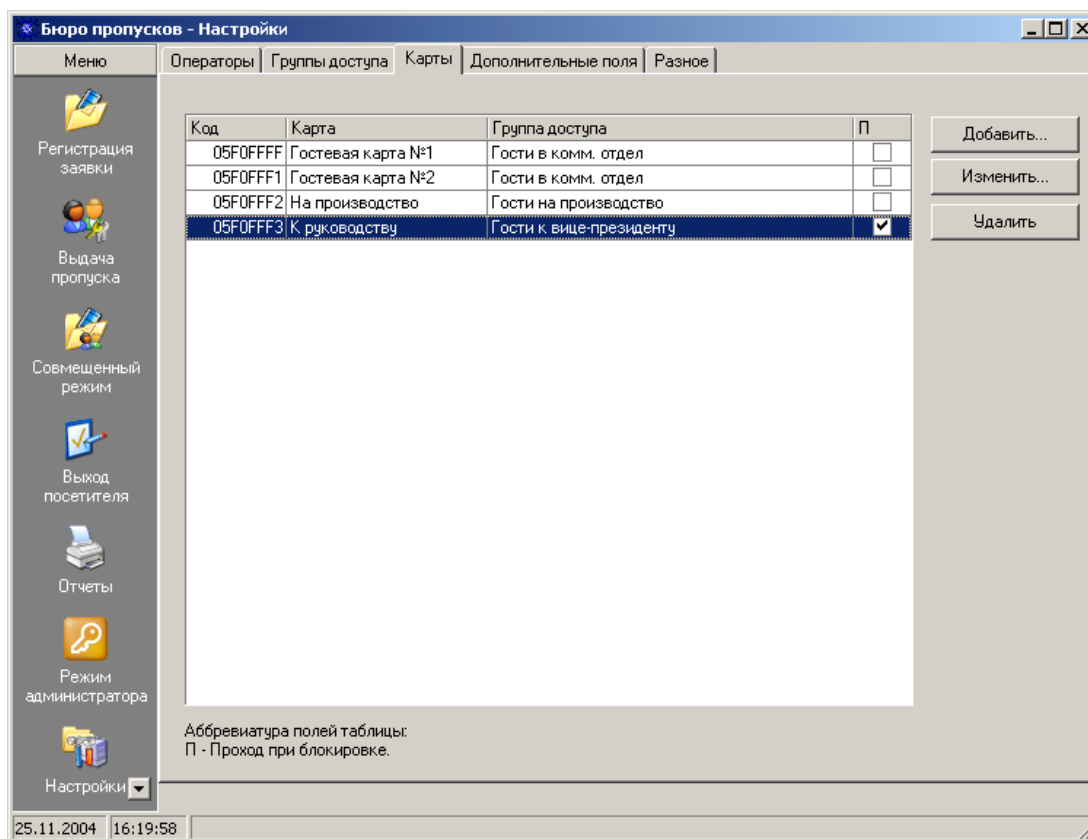 Бюро пропусков - Настройки
Меню
Операторы Группы доступа Карты Дополнительные поля Разное
Регистрация
заявки
Выдача
пропуска
Совмещенный
режим
Выход
посетителя
Отчеты
Режим
администратора
Настройки
Код Карта Группа доступа П
05F0FFFF Гостевая карта №1 Гости в комм. отдел
05F0FFF1 Гостевая карта №2 Гости в комм. отдел
05F0FFF2 На производство Гости на производство
05F0FFF3 К руководству Гости к вице-президенту
Добавить...
Изменить...
Удалить
Аббревиатура полей таблицы:
П - Проход при блокировке.
25.11.2004 16:19:58